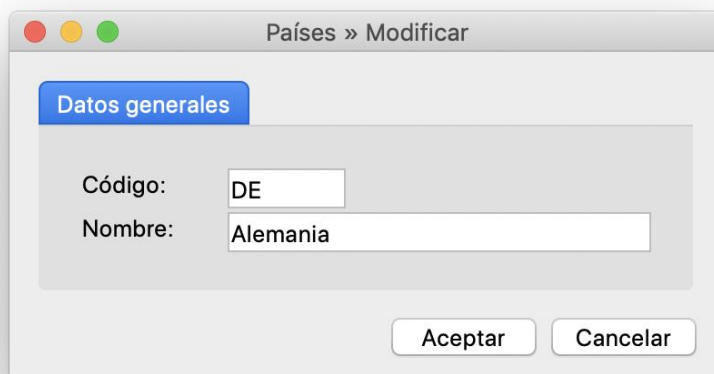 Países » Modificar
Datos generales
Código: DE
Nombre: Alemania
Aceptar Cancelar